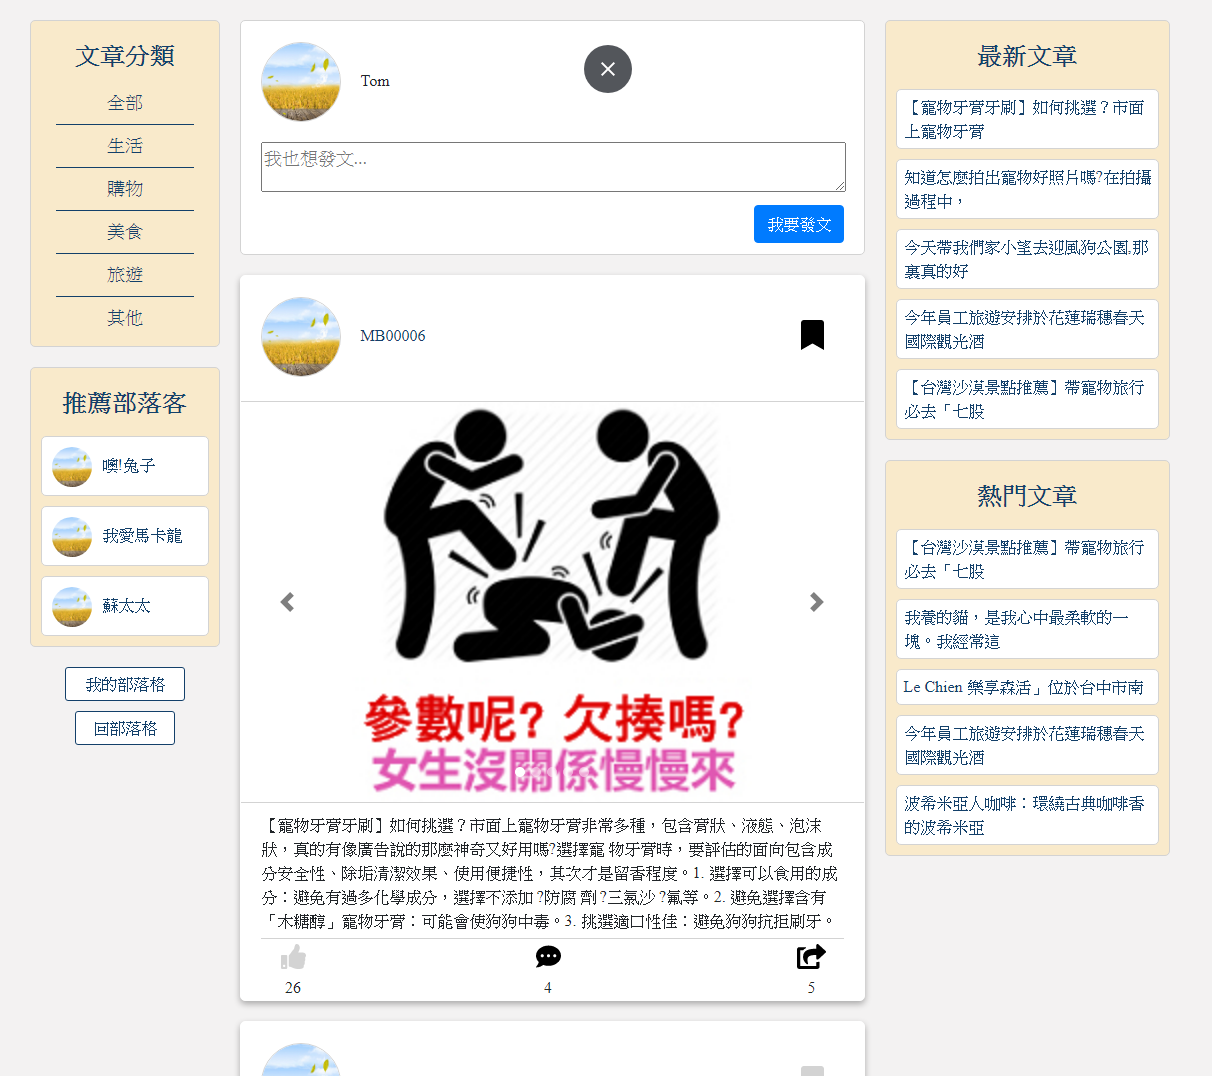 文章分類
全部
生活
購物
美食
旅遊
其他
推薦部落客
噢!兔子
我愛馬卡龍
蘇太太
我的部落格
回部落格
Tom
我也想發文...
我要發文
MB00006
參數呢? 欠揍嗎?
女生沒關係慢慢來
【寵物牙膏牙刷】如何挑選？市面上寵物牙膏非常多種，包含膏狀、液態、泡沫
狀，真的有像廣告說的那麼神奇又好用嗎?選擇寵 物牙膏時，要評估的面向包含成
分安全性、除垢清潔效果、使用便捷性，其次才是留香程度。1. 選擇可以食用的成
分：避免有過多化學成分，選擇不添加 ?防腐 劑 ?三氯沙 ?氟等。2. 避免選擇含有
「木糖醇」寵物牙膏：可能會使狗狗中毒。3. 挑選適口性佳：避免狗狗抗拒刷牙。
26
4
5
最新文章
【寵物牙膏牙刷】如何挑選？市面
上寵物牙膏
知道怎麼拍出寵物好照片嗎?在拍攝
過程中，
今天帶我們家小望去迎風狗公園,那
裏真的好
今年員工旅遊安排於花蓮瑞穗春天
國際觀光酒
【台灣沙漠景點推薦】帶寵物旅行
必去「七股
熱門文章
【台灣沙漠景點推薦】帶寵物旅行
必去「七股
我養的貓，是我心中最柔軟的一
塊。我經常這
Le Chien 樂享森活」位於台中市南
今年員工旅遊安排於花蓮瑞穗春天
國際觀光酒
波希米亞人咖啡：環繞古典咖啡香
的波希米亞